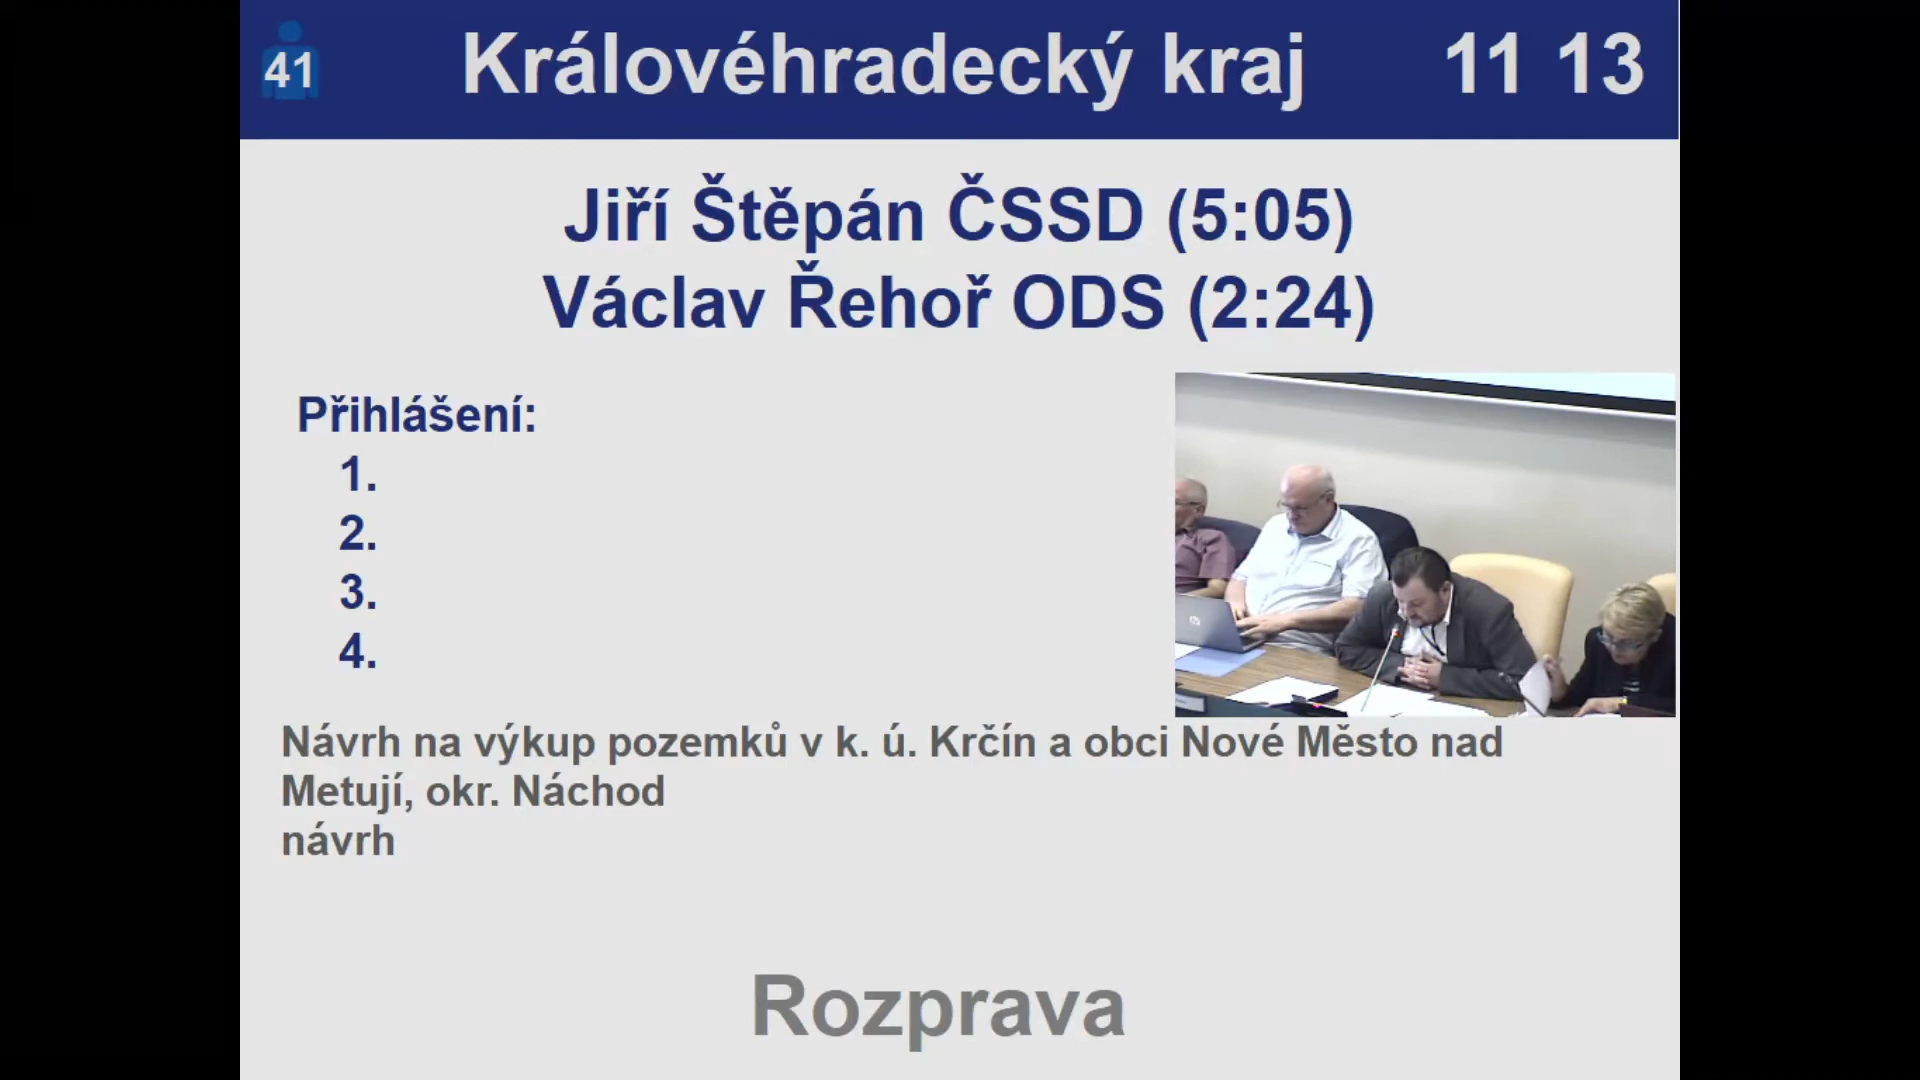 41
Královéhradecký kraj
11 13
Jiří Štěpán ČSSD (5:05)
Václav Řehoř ODS (2:24)
Přihlášení:
1.
2.
3.
4.
Návrh na výkup pozemků v k. ú. Krčín a obci Nové Město nad
Metují, okr. Náchod
návrh
Rozprava